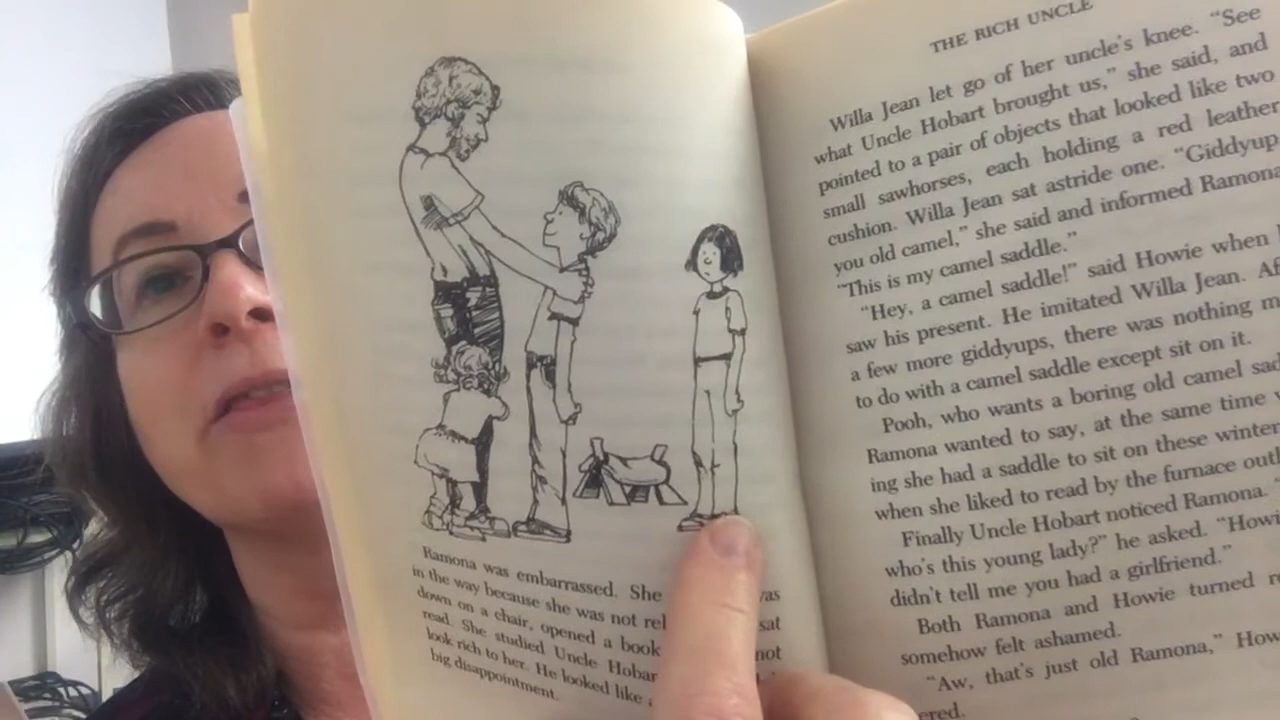 Ramona was embarrassed. She was
in the way because she was not
down on a chair, opened a book sat
read. She studied Uncle not
look rich to her. He looked like
big disappointment.
THE RICH UNCLE
Willa Jean let go of her uncle's knee. “See
what Uncle Hobart brought us,” she said, and
pointed to a pair of objects that looked like two
small sawhorses, each holding a red leather
cushion. Willa Jean sat astride one. “Giddyup
you old camel,” she said and informed Ramona
“This is my camel saddle.”
“Hey, a camel saddle!” said Howie when
saw his present. He imitated Willa Jean.
a few more giddyups, there was nothing
to do with a camel saddle except sit on it.
Pooh, who wants a boring old camel
Ramona wanted to say, at the same time
ing she had a saddle to sit on these winter
when she liked to read by the furnace
Finally Uncle Hobart noticed Ramona.
who's this young lady?” he asked.
didn't tell me you had a girlfriend.”
Both Ramona and Howie turned
somehow felt ashamed.
“Aw, that's just old Ramona,”